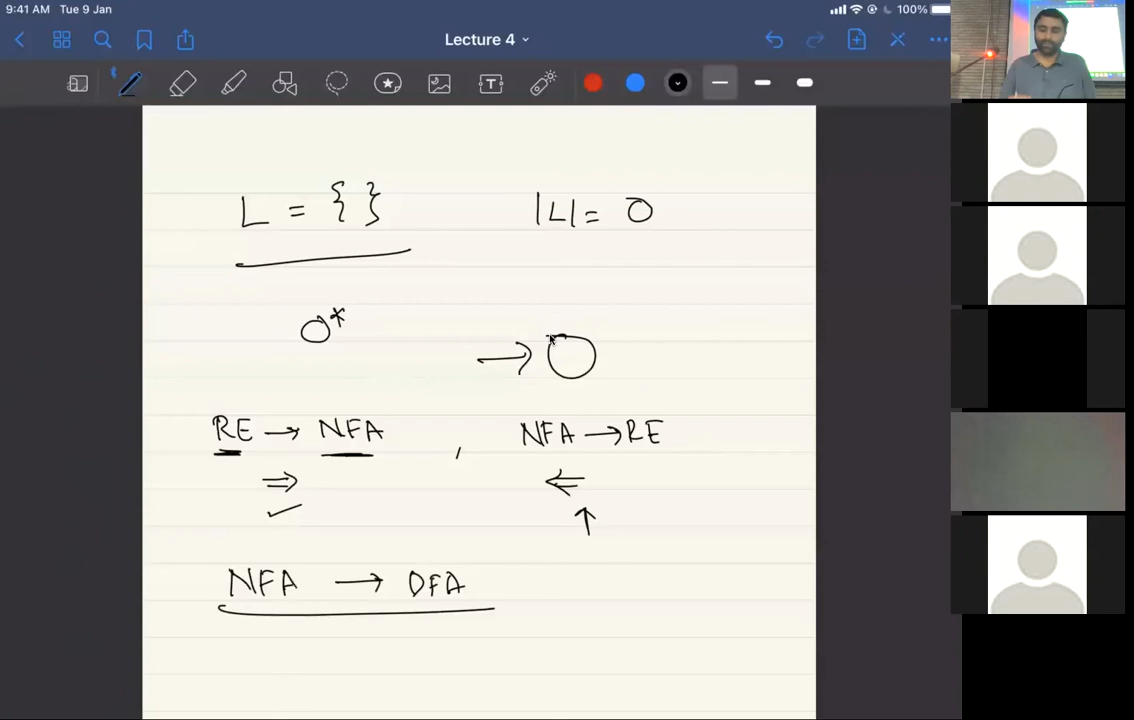 9:41 AM Tue 9 Jan 100%
Lecture 4
L = { } |L| = 0
0*
RE → NFA , NFA → RE
⇒ ⇐
✓ ↑
NFA → DFA